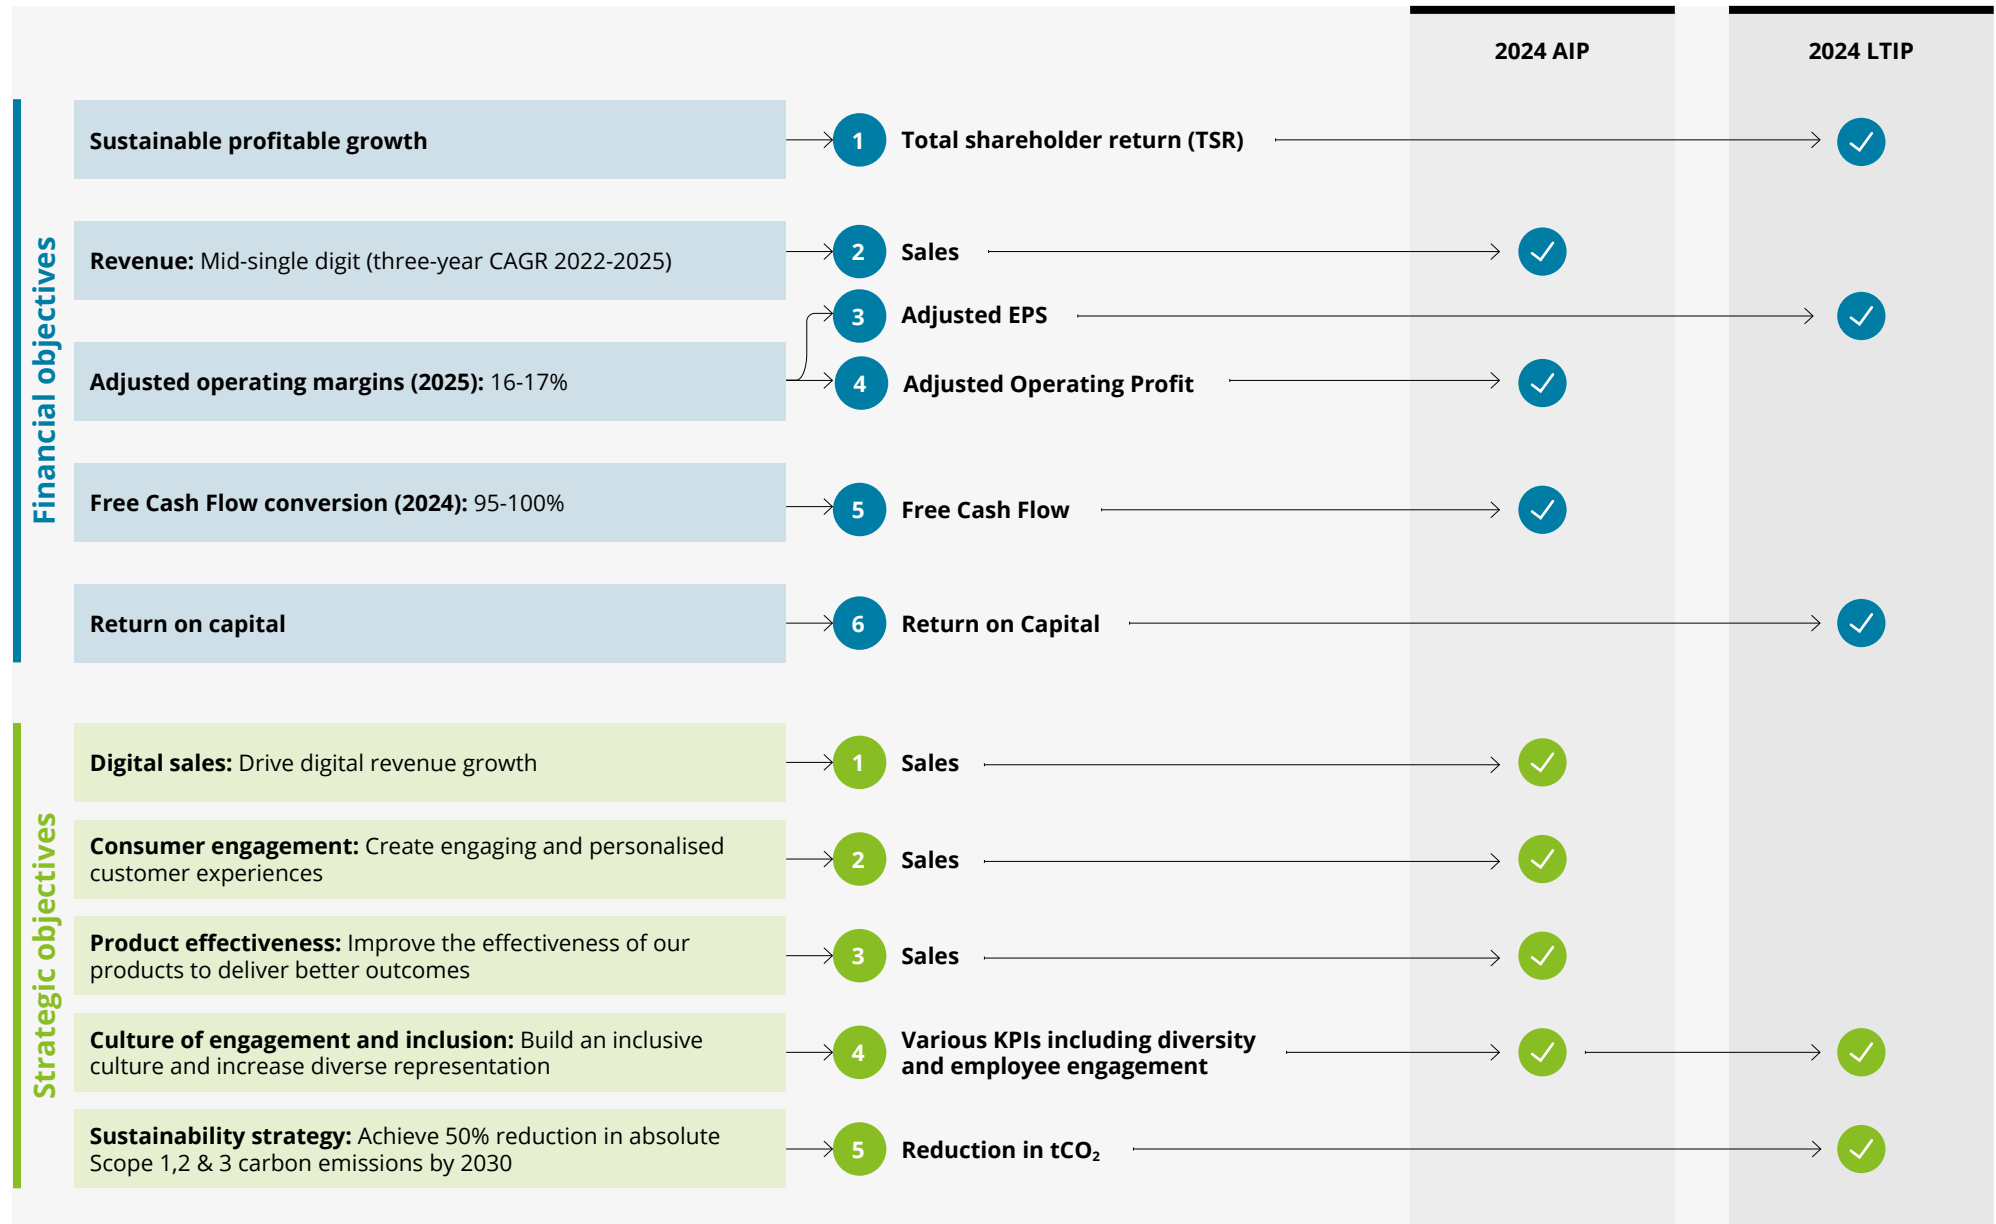 2024 AIP
2024 LTIP
Financial objectives
Sustainable profitable growth
1
Total shareholder return (TSR)
Revenue: Mid-single digit (three-year CAGR 2022-2025)
2
Sales
3
Adjusted EPS
Adjusted operating margins (2025): 16-17%
4
Adjusted Operating Profit
Free Cash Flow conversion (2024): 95-100%
5
Free Cash Flow
Return on capital
6
Return on Capital
Strategic objectives
Digital sales: Drive digital revenue growth
1
Sales
Consumer engagement: Create engaging and personalised
customer experiences
2
Sales
Product effectiveness: Improve the effectiveness of our
products to deliver better outcomes
3
Sales
Culture of engagement and inclusion: Build an inclusive
culture and increase diverse representation
4
Various KPIs including diversity
and employee engagement
Sustainability strategy: Achieve 50% reduction in absolute
Scope 1,2 & 3 carbon emissions by 2030
5
Reduction in tCO₂